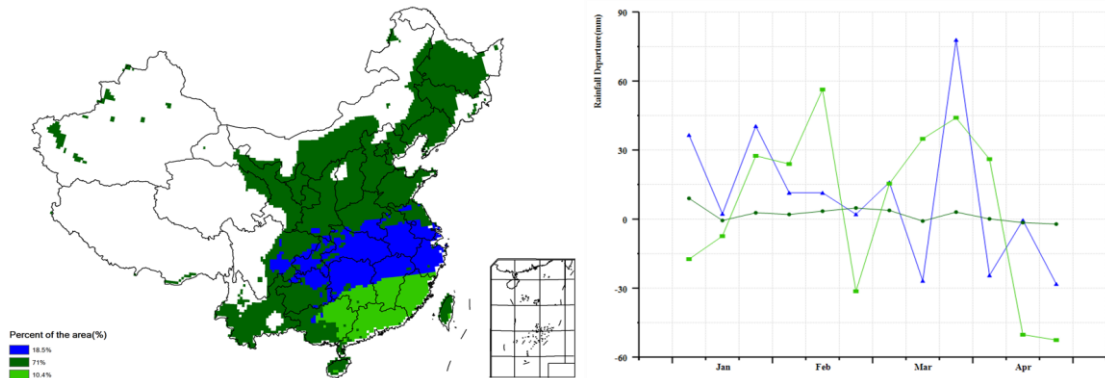 Percent of the area(%)
18.5%
71%
10.4%
Rainfall Departure(mm)
90
60
30
0
-30
-60
Jan
Feb
Mar
Apr